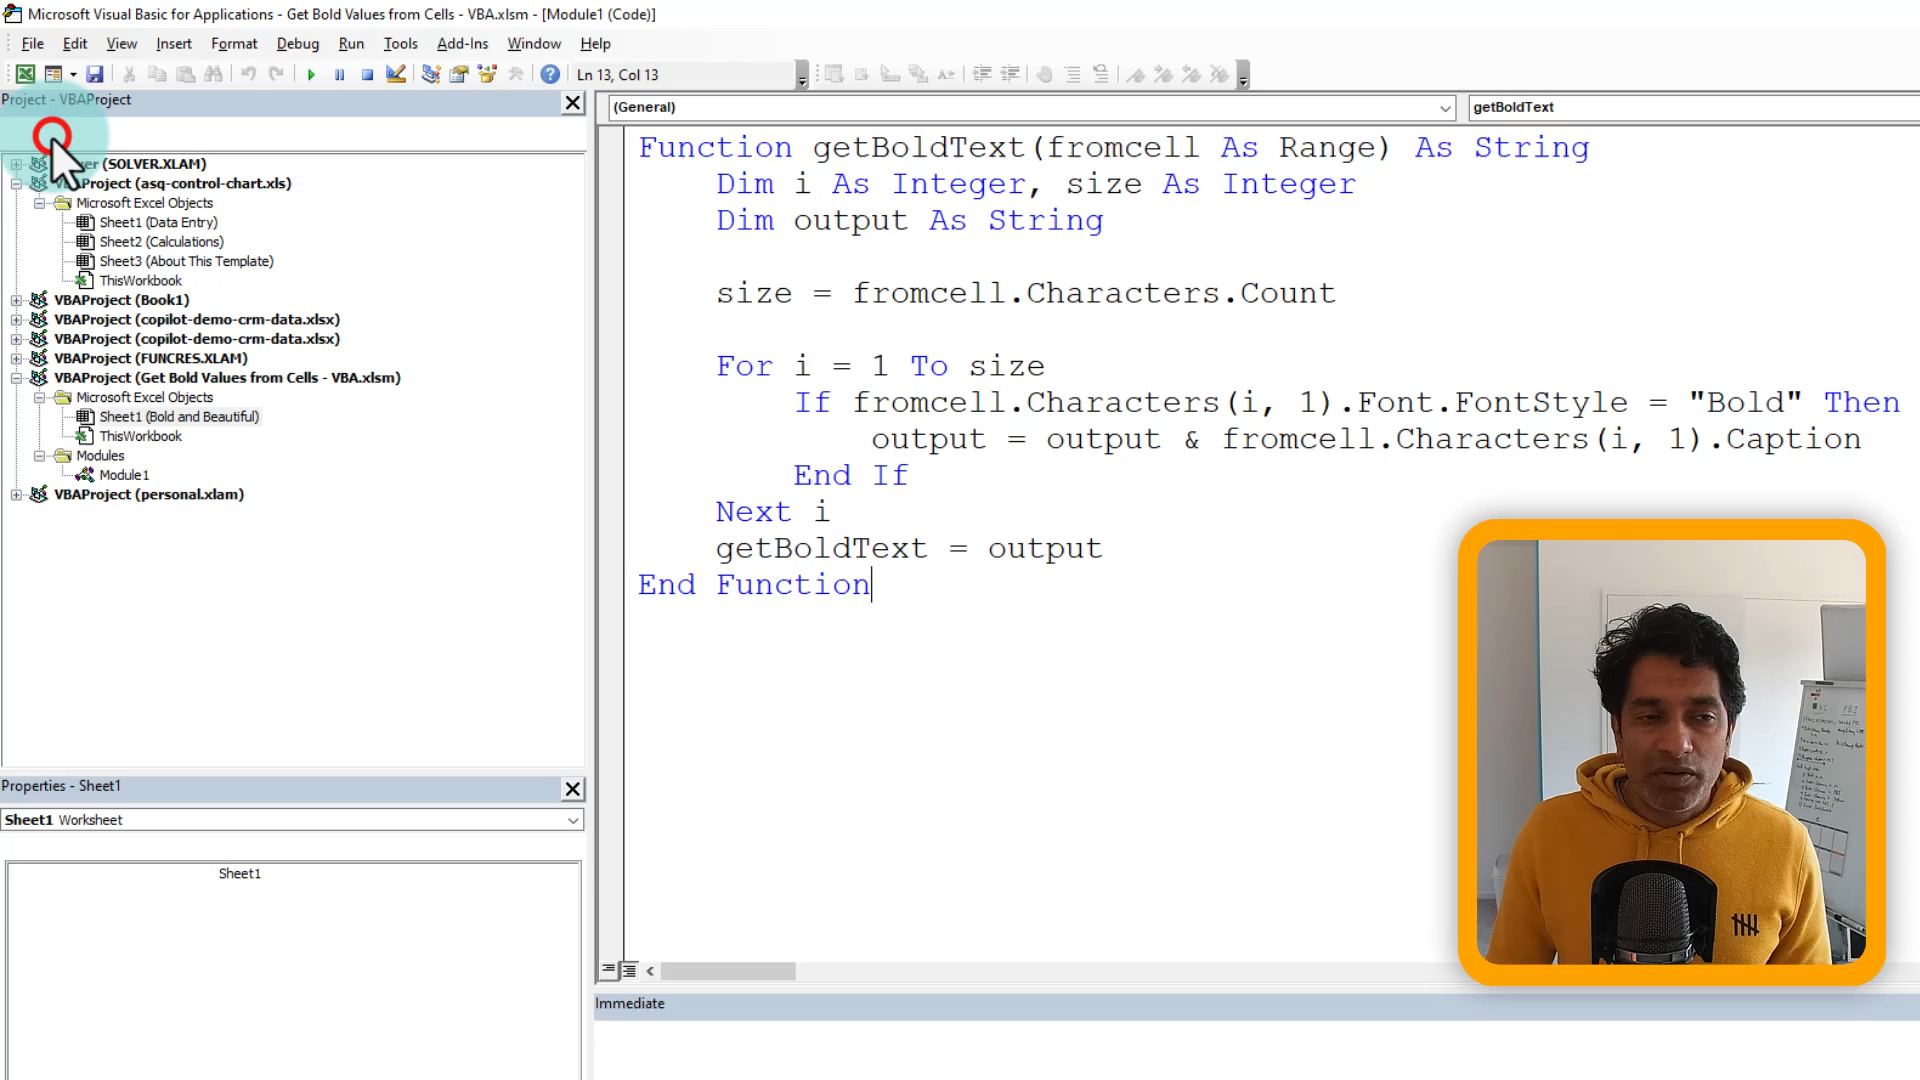 Microsoft Visual Basic for Applications - Get Bold Values from Cells - VBA.xlsm - [Module1 (Code)]
File Edit View Insert Format Debug Run Tools Add-Ins Window Help
Ln 13, Col 13
Project - VBAProject
(SOLVER.XLAM)
VBAProject (asq-control-chart.xls)
Microsoft Excel Objects
Sheet1 (Data Entry)
Sheet2 (Calculations)
Sheet3 (About This Template)
ThisWorkbook
VBAProject (Book1)
VBAProject (copilot-demo-crm-data.xlsx)
VBAProject (copilot-demo-crm-data.xlsx)
VBAProject (FUNCRES.XLAM)
VBAProject (Get Bold Values from Cells - VBA.xlsm)
Microsoft Excel Objects
Sheet1 (Bold and Beautiful)
ThisWorkbook
Modules
Module1
VBAProject (personal.xlam)
Properties - Sheet1
Sheet1 Worksheet
Sheet1
(General)
getBoldText
Function getBoldText(fromcell As Range) As String
Dim i As Integer, size As Integer
Dim output As String
size = fromcell.Characters.Count
For i = 1 To size
If fromcell.Characters(i, 1).Font.FontStyle = "Bold" Then
output = output & fromcell.Characters(i, 1).Caption
End If
Next i
getBoldText = output
End Function
Immediate